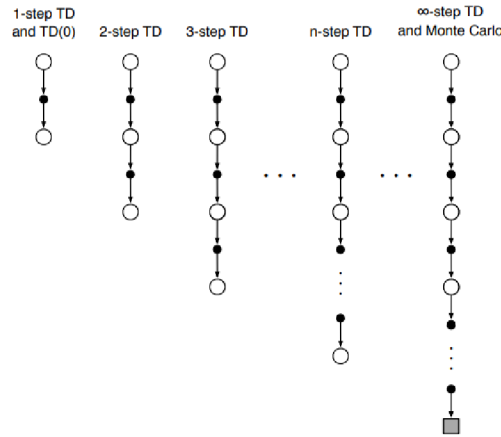 1-step TD
and TD(0)
2-step TD
3-step TD
n-step TD
∞-step TD
and Monte Carlo